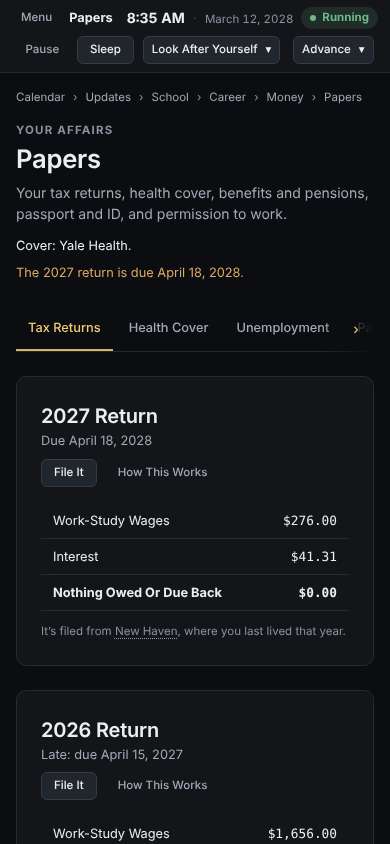 Menu Papers 8:35 AM · March 12, 2028 Running
Pause Sleep Look After Yourself ▾ Advance ▾
Calendar › Updates › School › Career › Money › Papers
YOUR AFFAIRS
Papers
Your tax returns, health cover, benefits and pensions,
passport and ID, and permission to work.
Cover: Yale Health.
The 2027 return is due April 18, 2028.
Tax Returns Health Cover Unemployment ›
2027 Return
Due April 18, 2028
File It How This Works
Work-Study Wages $276.00
Interest $41.31
Nothing Owed Or Due Back $0.00
It's filed from New Haven, where you last lived that year.
2026 Return
Late: due April 15, 2027
File It How This Works
Work-Study Wages $1,656.00